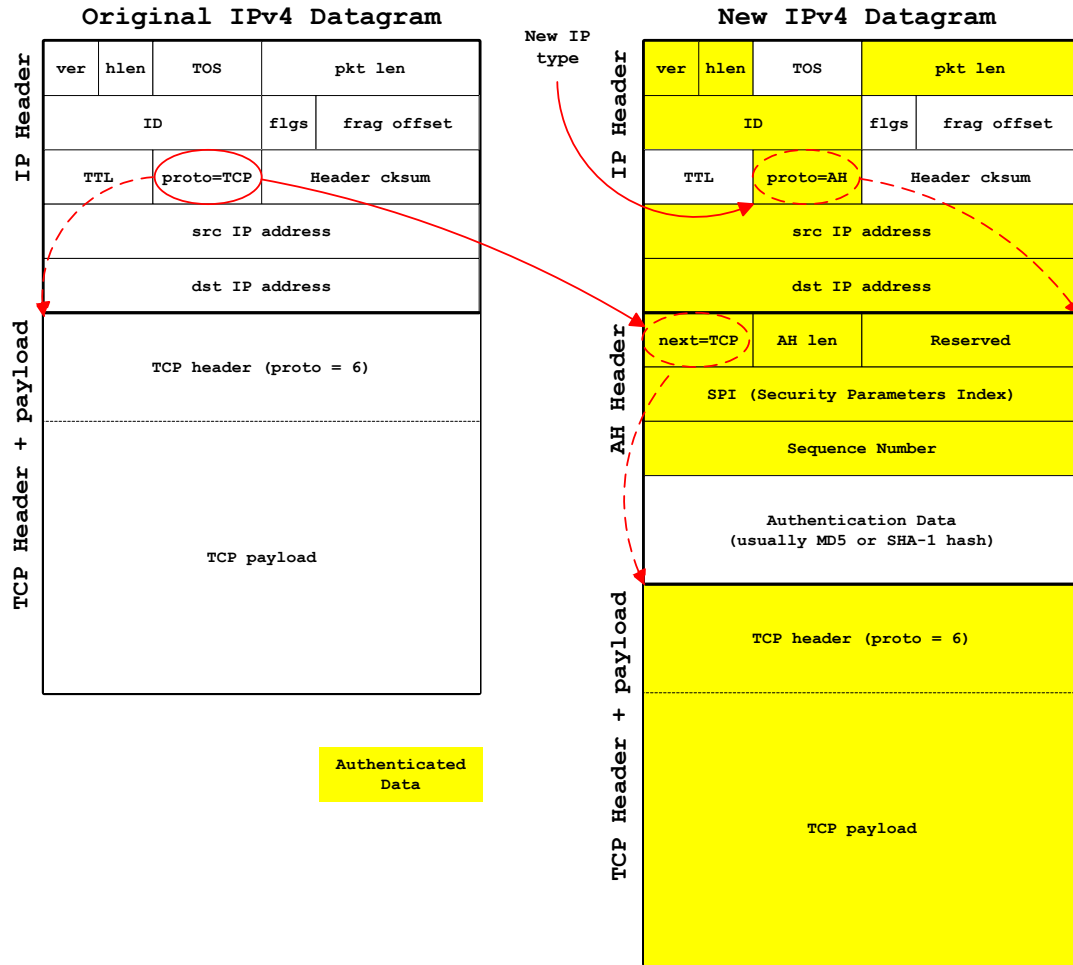 Original IPv4 Datagram
IP Header
ver hlen TOS pkt len
ID flgs frag offset
TTL proto=TCP Header cksum
src IP address
dst IP address
TCP Header + payload
TCP header (proto = 6)
TCP payload
Authenticated
Data
New IP
type
New IPv4 Datagram
IP Header
ver hlen TOS pkt len
ID flgs frag offset
TTL proto=AH Header cksum
src IP address
dst IP address
AH Header
next=TCP AH len Reserved
SPI (Security Parameters Index)
Sequence Number
Authentication Data
(usually MD5 or SHA-1 hash)
TCP Header + payload
TCP header (proto = 6)
TCP payload